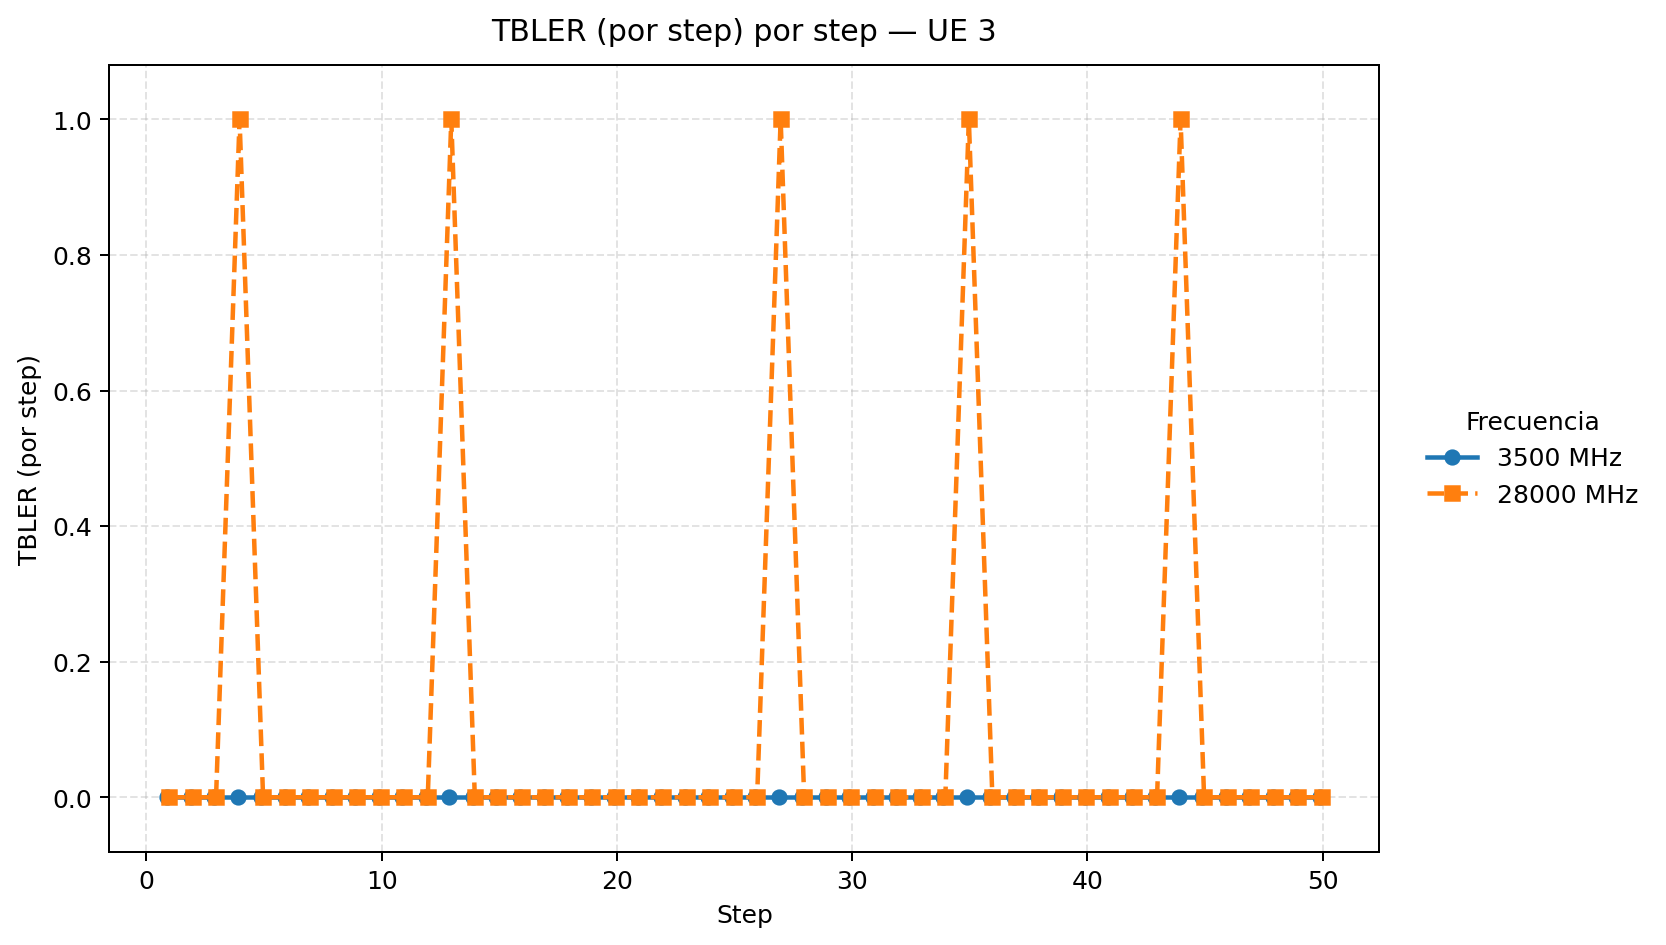 TBLER (por step) por step — UE 3
TBLER (por step)
1.0
0.8
0.6
0.4
0.2
0.0
0 10 20 30 40 50
Step
Frecuencia
3500 MHz
28000 MHz